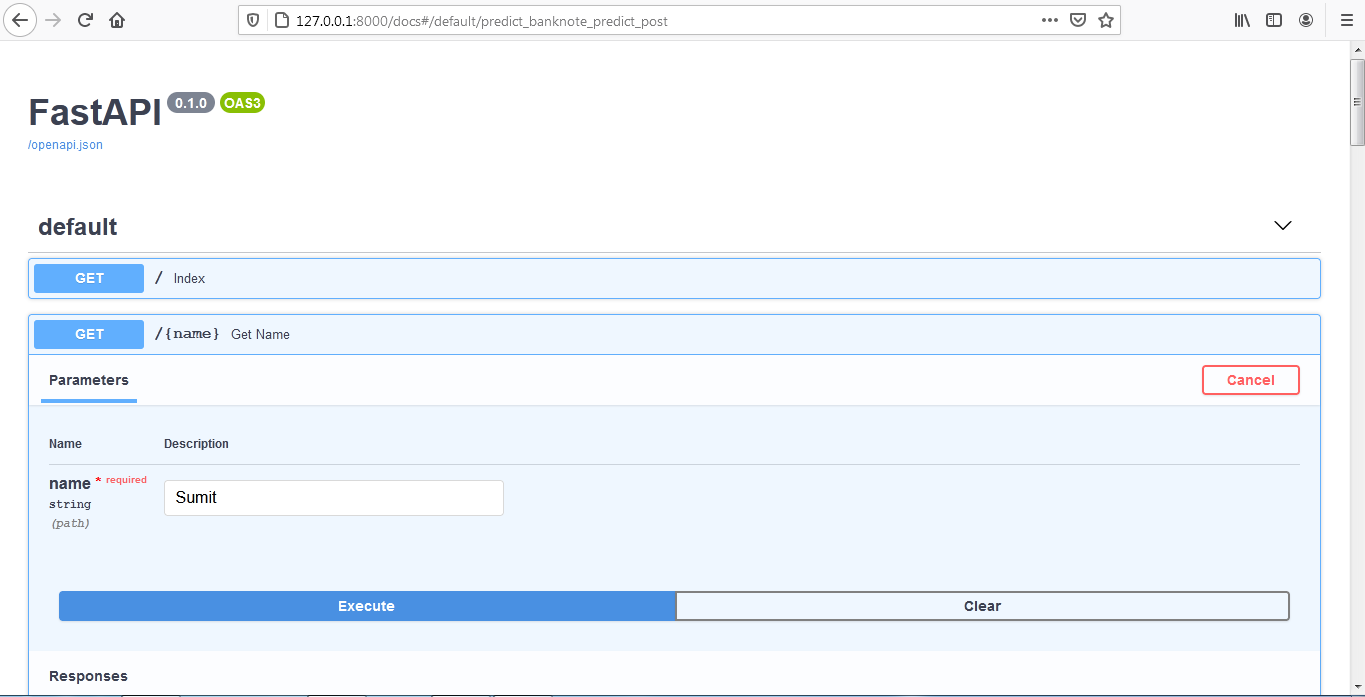 127.0.0.1:8000/docs#/default/predict_banknote_predict_post
FastAPI 0.1.0 OAS3
/openapi.json
default
GET / Index
GET /{name} Get Name
Parameters Cancel
Name Description
name * required Sumit
string
(path)
Execute Clear
Responses